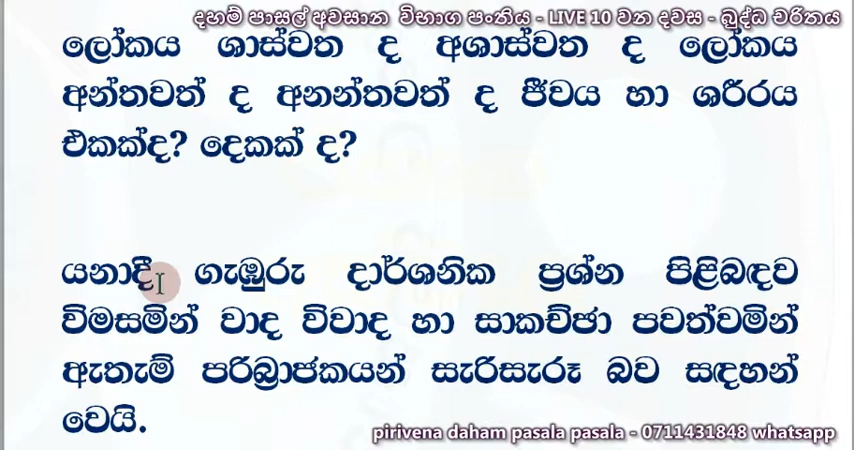 දහම් පාසල් අවසාන විභාග පංතිය - LIVE 10 වන දවස - බුද්ධ චරිතය
ලෝකය ශාස්වත ද අශාස්වත ද ලෝකය
අන්තවත් ද අනන්තවත් ද ජීවය හා ශරීරය
එකක්ද? දෙකක් ද?
යනාදී ගැඹුරු දාර්ශනික ප්‍රශ්න පිළිබඳව
විමසමින් වාද විවාද හා සාකච්ඡා පවත්වමින්
ඇතැම් පරිබ්‍රාජකයන් සැරිසැරූ බව සඳහන්
වෙයි.
pirivena daham pasala pasala - 0711431848 whatsapp